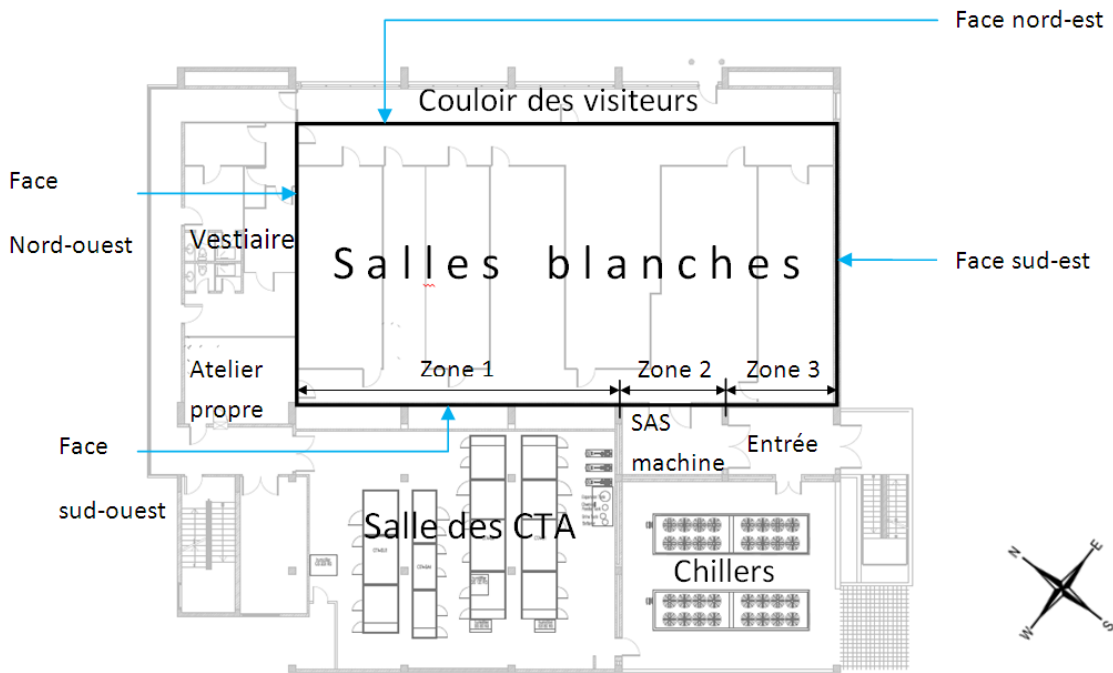 Face nord-est
Couloir des visiteurs
Face
Nord-ouest
Vestiaire
Salles blanches
Face sud-est
Zone 1
Zone 2
Zone 3
Atelier
propre
SAS
machine
Entrée
Face
sud-ouest
Salle des CTA
Chillers
N
E
W
S